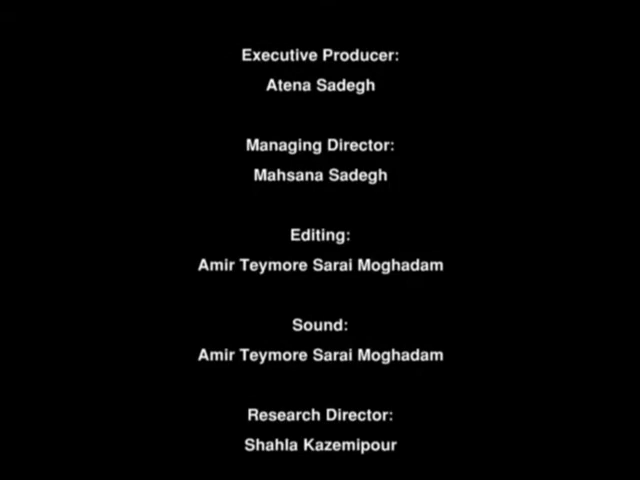 Executive Producer:
Atena Sadegh
Managing Director:
Mahsana Sadegh
Editing:
Amir Teymore Sarai Moghadam
Sound:
Amir Teymore Sarai Moghadam
Research Director:
Shahla Kazemipour